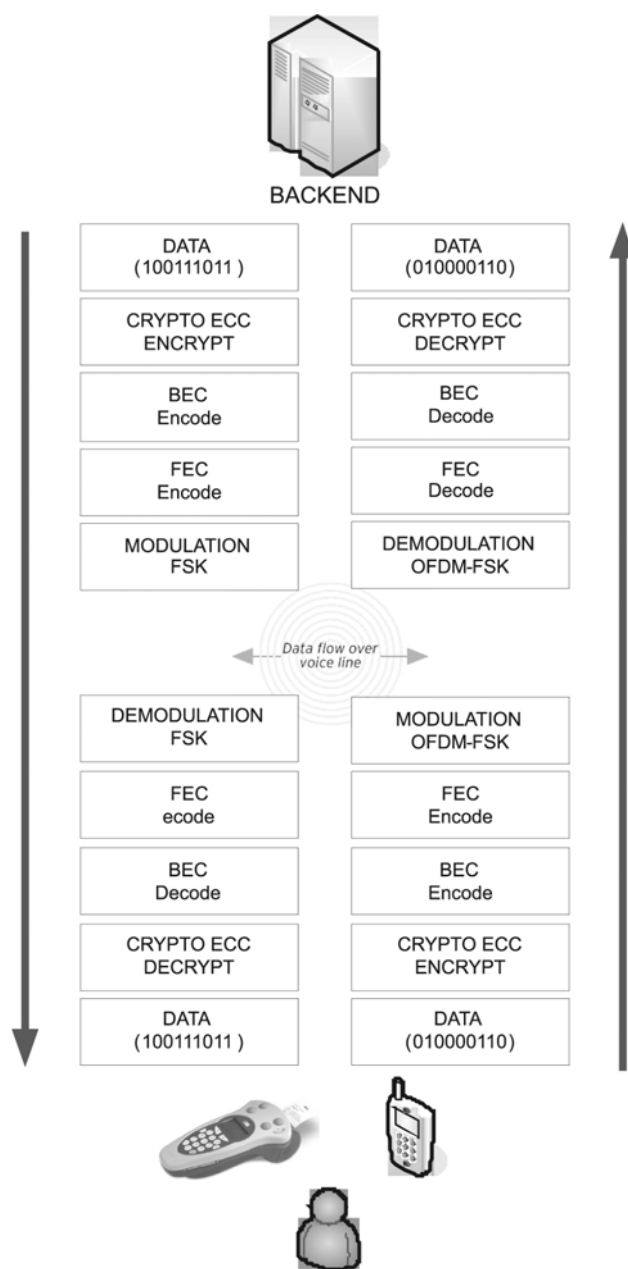 BACKEND
DATA
(100111011 )
CRYPTO ECC
ENCRYPT
BEC
Encode
FEC
Encode
MODULATION
FSK
DATA
(010000110)
CRYPTO ECC
DECRYPT
BEC
Decode
FEC
Decode
DEMODULATION
OFDM-FSK
Data flow over
voice line
DEMODULATION
FSK
FEC
ecode
BEC
Decode
CRYPTO ECC
DECRYPT
DATA
(100111011 )
MODULATION
OFDM-FSK
FEC
Encode
BEC
Encode
CRYPTO ECC
ENCRYPT
DATA
(010000110)